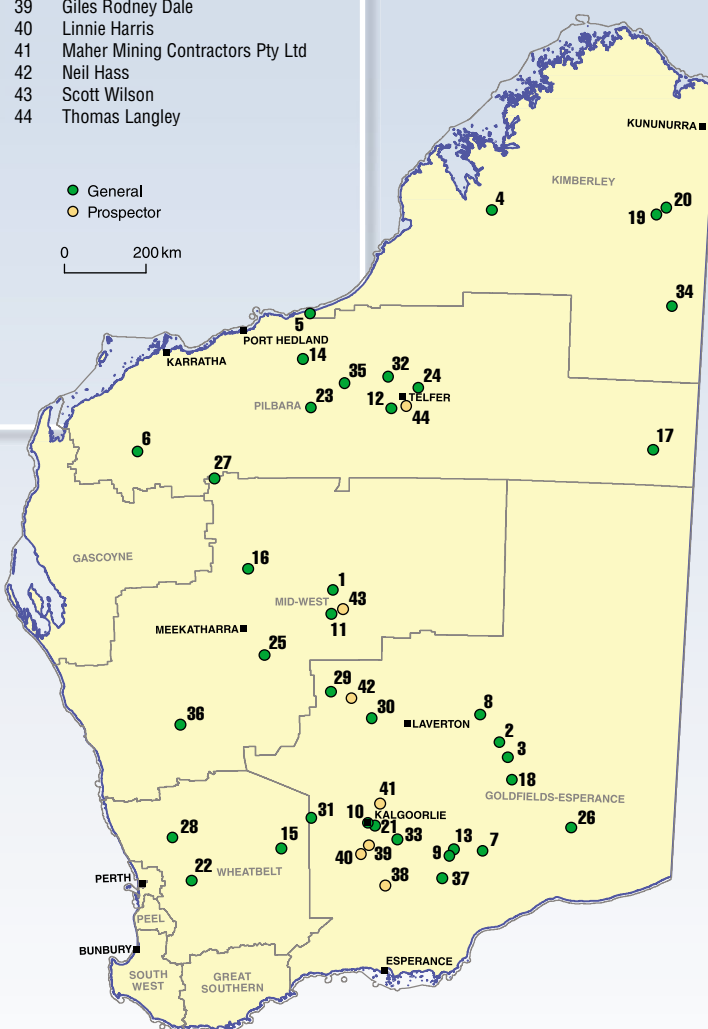 39 Giles Rodney Dale
40 Linnie Harris
41 Maher Mining Contractors Pty Ltd
42 Neil Hass
43 Scott Wilson
44 Thomas Langley
General
Prospector
0 200 km
KUNUNURRA
KIMBERLEY
4
20
19
34
5
PORT HEDLAND
KARRATHA
14
35
32
24
TELFER
23
12
44
PILBARA
6
17
27
GASCOYNE
16
1
43
MID-WEST
11
MEEKATHARRA
25
29
42
30
8
LAVERTON
36
2
3
18
GOLDFIELDS-ESPERANCE
41
31
10
KALGOORLIE
21
26
28
33
13
15
40
39
9
7
WHEATBELT
22
PERTH
38
37
PEEL
BUNBURY
ESPERANCE
SOUTH
WEST
GREAT
SOUTHERN